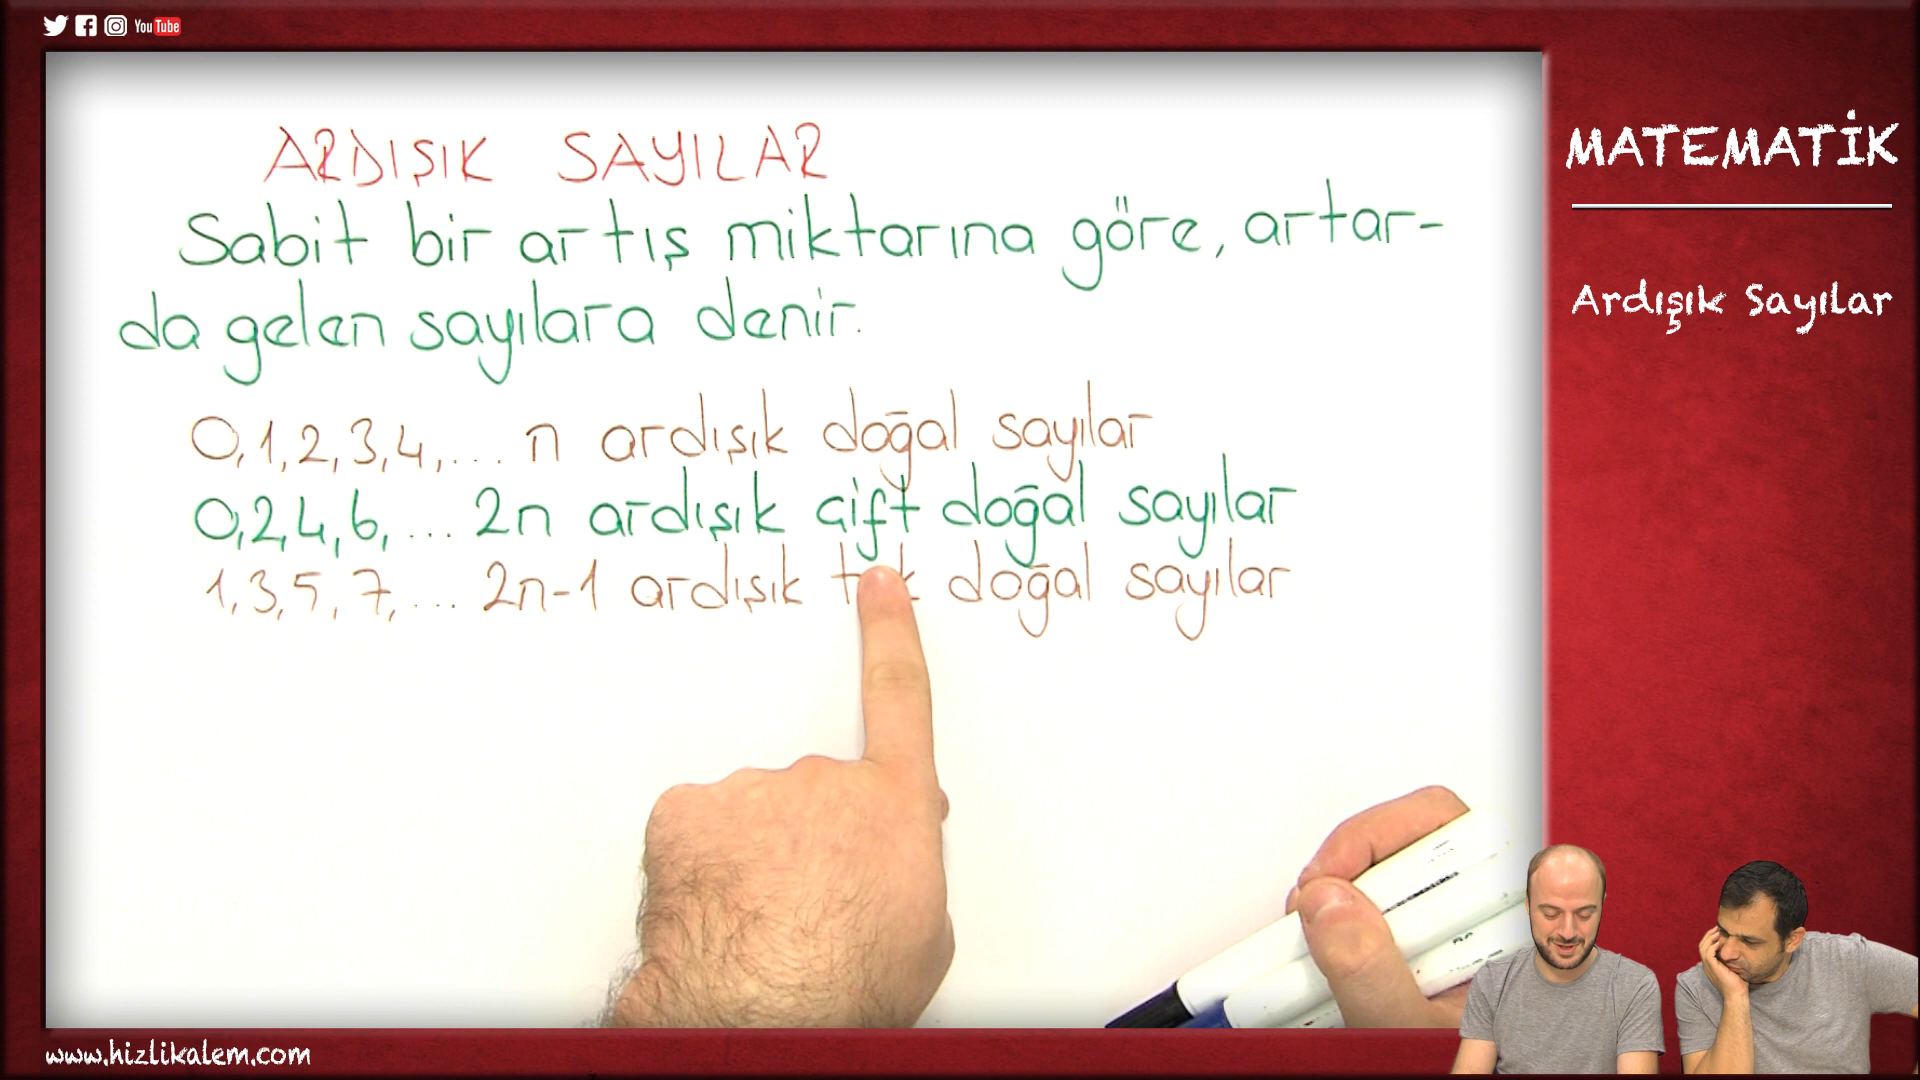 YouTube
ARDIŞIK SAYILAR
Sabit bir artış miktarına göre, artar-
da gelen sayılara denir.
0,1,2,3,4,... n ardışık doğal sayılar
0,2,4,6,... 2n ardışık çift doğal sayılar
1,3,5,7,... 2n-1 ardışık doğal sayılar
MATEMATİK
Ardışık Sayılar
www.hizlikalem.com